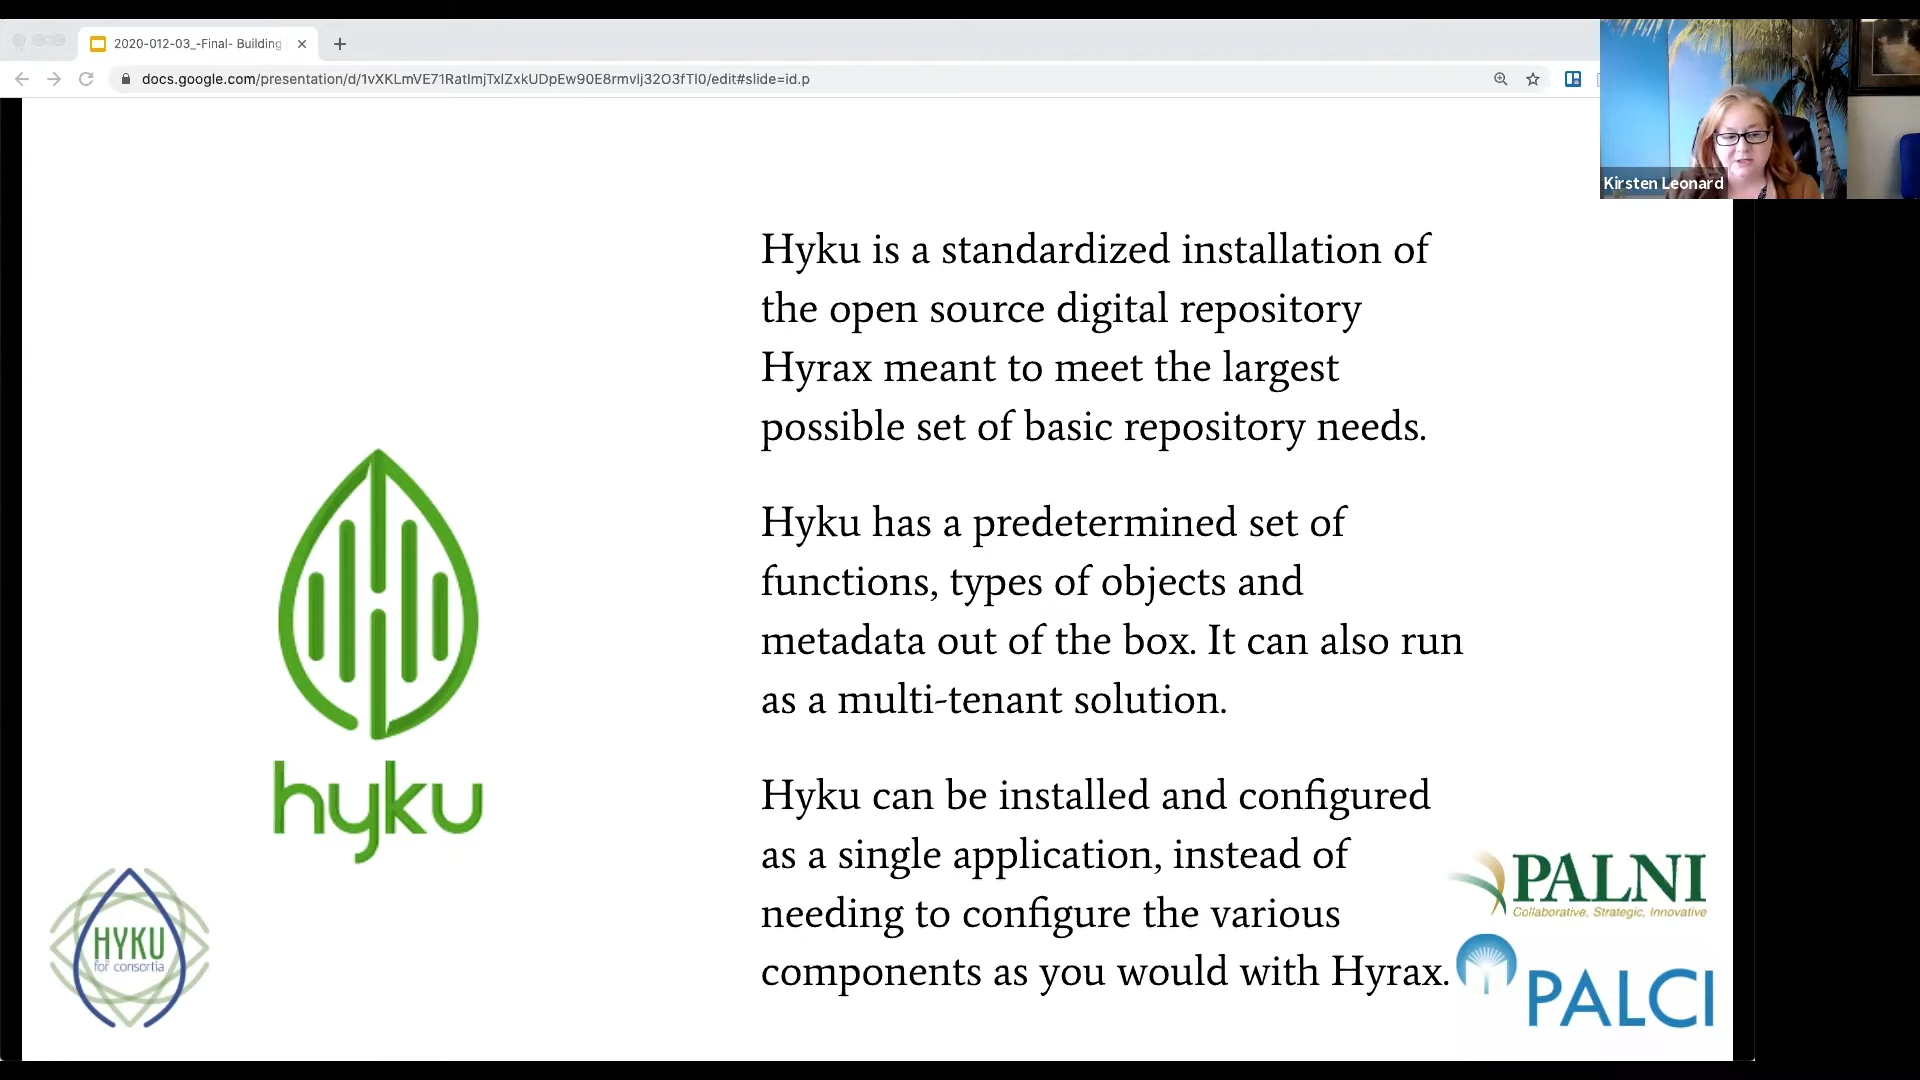 2020-012-03_-Final- Building
docs.google.com/presentation/d/1vXKLmVE71RatImjTxlZxkUDpEw90E8rmvlj32O3fTI0/edit#slide=id.p
Kirsten Leonard
Hyku is a standardized installation of
the open source digital repository
Hyrax meant to meet the largest
possible set of basic repository needs.
Hyku has a predetermined set of
functions, types of objects and
metadata out of the box. It can also run
as a multi-tenant solution.
Hyku can be installed and configured
as a single application, instead of
needing to configure the various
components as you would with Hyrax.
hyku
HYKU
for consortia
PALNI
Collaborative, Strategic, Innovative
PALCI